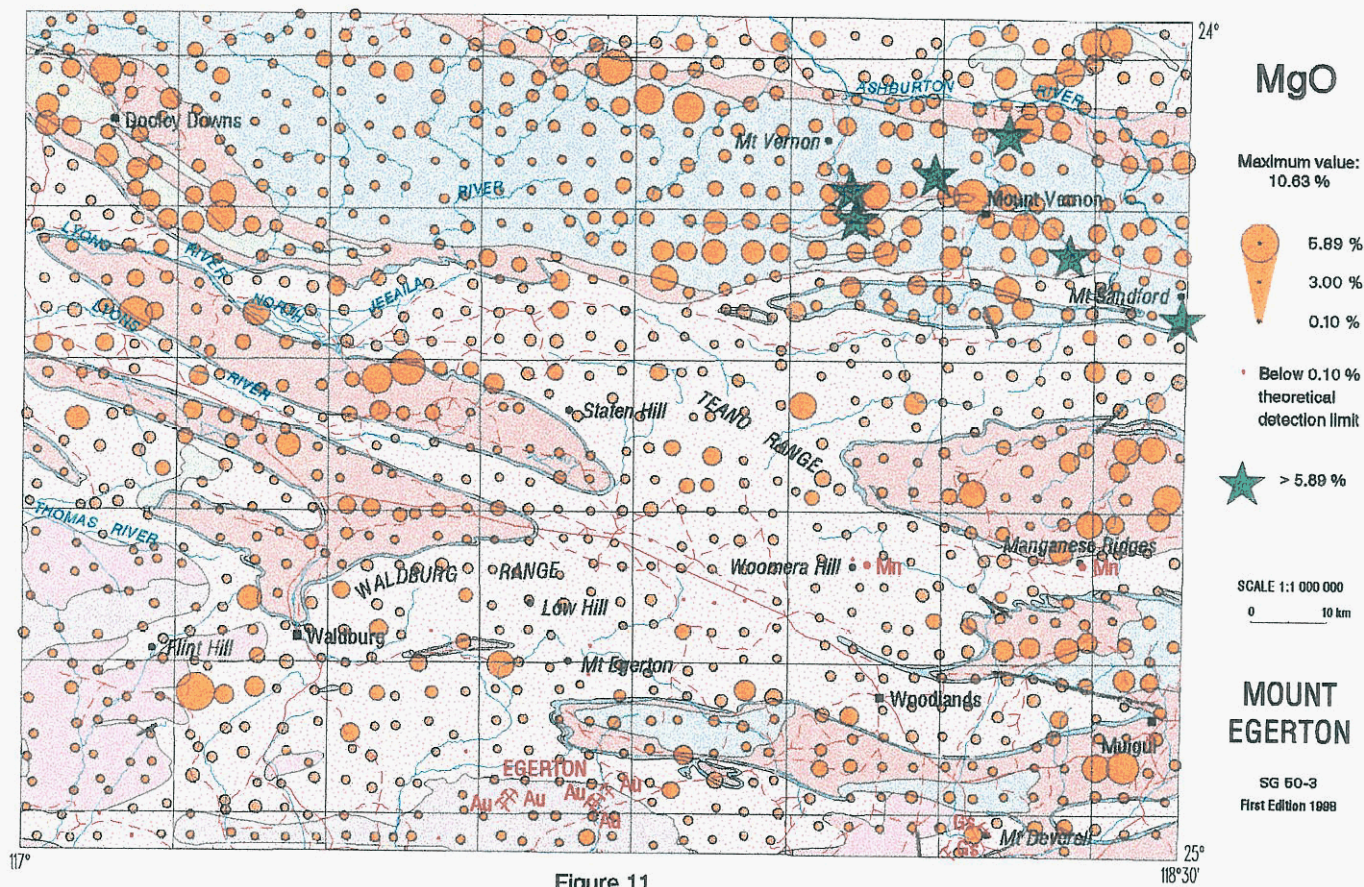 24°
MgO
Maximum value:
10.63 %
5.89 %
3.00 %
0.10 %
Below 0.10 %
theoretical
detection limit
> 5.89 %
SCALE 1:1 000 000
0 10 km
MOUNT
EGERTON
SG 50-3
First Edition 1998
ASHBURTON
RIVER
Dooley Downs
Mt Vernon
RIVER
Mount Vernon
LYONS
RIVER
NORTH
JEEAILA
Mt Sandford
LYONS
RIVER
Staten Hill
TEANO
RANGE
THOMAS RIVER
Manganese Ridges
Woomera Hill
Mn
Mn
WALDBURG
RANGE
Low Hill
Waldburg
Flint Hill
Mt Egerton
Woodlands
Mulgul
EGERTON
Au
Au
Au
Au
Au
Gs
Mt Deverell
Gs
117°
25°
118°30'
Figure 11